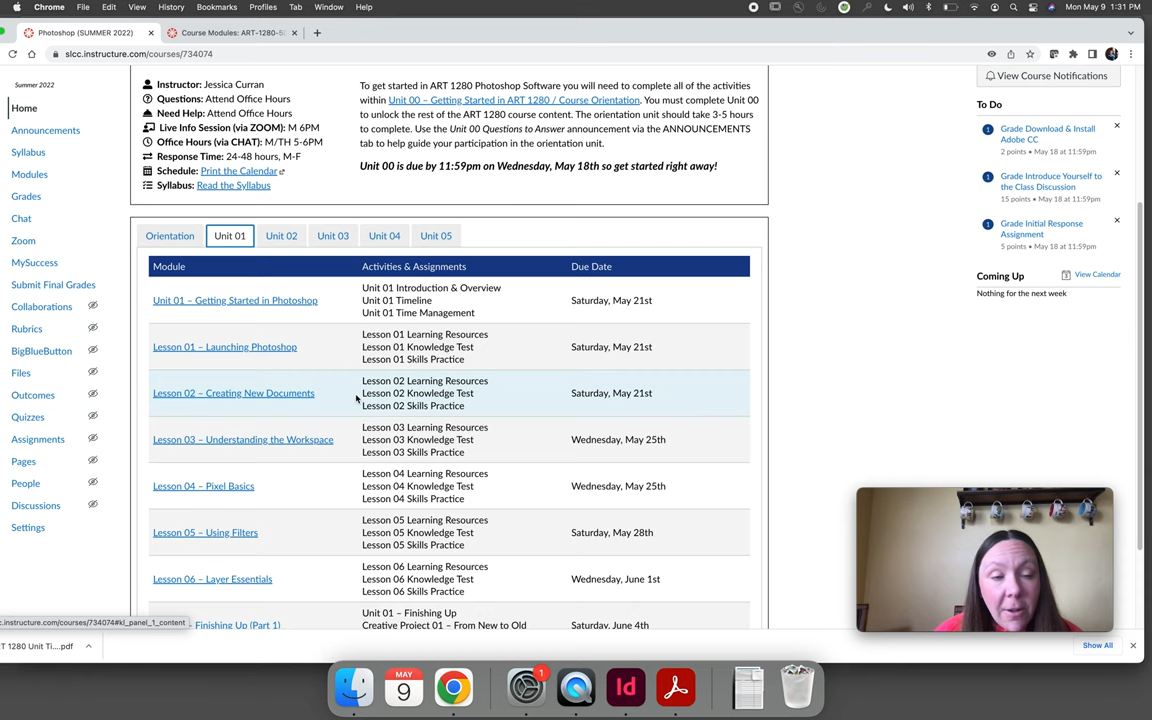 Chrome File Edit View History Bookmarks Profiles Tab Window Help Mon May 9 1:31 PM
Photoshop (SUMMER 2022) Course Modules: ART-1280-50
slcc.instructure.com/courses/734074
Summer 2022
Home
Announcements
Syllabus
Modules
Grades
Chat
Zoom
MySuccess
Submit Final Grades
Collaborations
Rubrics
BigBlueButton
Files
Outcomes
Quizzes
Assignments
Pages
People
Discussions
Settings
Instructor: Jessica Curran
Questions: Attend Office Hours
Need Help: Attend Office Hours
Live Info Session (via ZOOM): M 6PM
Office Hours (via CHAT): M/TH 5-6PM
Response Time: 24-48 hours, M-F
Schedule: Print the Calendar
Syllabus: Read the Syllabus
To get started in ART 1280 Photoshop Software you will need to complete all of the activities
within Unit 00 – Getting Started in ART 1280 / Course Orientation. You must complete Unit 00
to unlock the rest of the ART 1280 course content. The orientation unit should take 3-5 hours
to complete. Use the Unit 00 Questions to Answer announcement via the ANNOUNCEMENTS
tab to help guide your participation in the orientation unit.
Unit 00 is due by 11:59pm on Wednesday, May 18th so get started right away!
Orientation Unit 01 Unit 02 Unit 03 Unit 04 Unit 05
Module Activities & Assignments Due Date
Unit 01 – Getting Started in Photoshop
Unit 01 Introduction & Overview
Unit 01 Timeline
Unit 01 Time Management
Saturday, May 21st
Lesson 01 – Launching Photoshop
Lesson 01 Learning Resources
Lesson 01 Knowledge Test
Lesson 01 Skills Practice
Saturday, May 21st
Lesson 02 – Creating New Documents
Lesson 02 Learning Resources
Lesson 02 Knowledge Test
Lesson 02 Skills Practice
Saturday, May 21st
Lesson 03 – Understanding the Workspace
Lesson 03 Learning Resources
Lesson 03 Knowledge Test
Lesson 03 Skills Practice
Wednesday, May 25th
Lesson 04 – Pixel Basics
Lesson 04 Learning Resources
Lesson 04 Knowledge Test
Lesson 04 Skills Practice
Wednesday, May 25th
Lesson 05 – Using Filters
Lesson 05 Learning Resources
Lesson 05 Knowledge Test
Lesson 05 Skills Practice
Saturday, May 28th
Lesson 06 – Layer Essentials
Lesson 06 Learning Resources
Lesson 06 Knowledge Test
Lesson 06 Skills Practice
Wednesday, June 1st
– Finishing Up (Part 1)
Unit 01 – Finishing Up
Creative Project 01 – From New to Old
Saturday, June 4th
View Course Notifications
To Do
1 Grade Download & Install
Adobe CC
2 points • May 18 at 11:59pm
1 Grade Introduce Yourself to
the Class Discussion
15 points • May 18 at 11:59pm
1 Grade Initial Response
Assignment
5 points • May 18 at 11:59pm
Coming Up View Calendar
Nothing for the next week
cc.instructure.com/courses/734074#kl_panel_1_content
T 1280 Unit Ti....pdf
Show All
MAY
9
1
Id